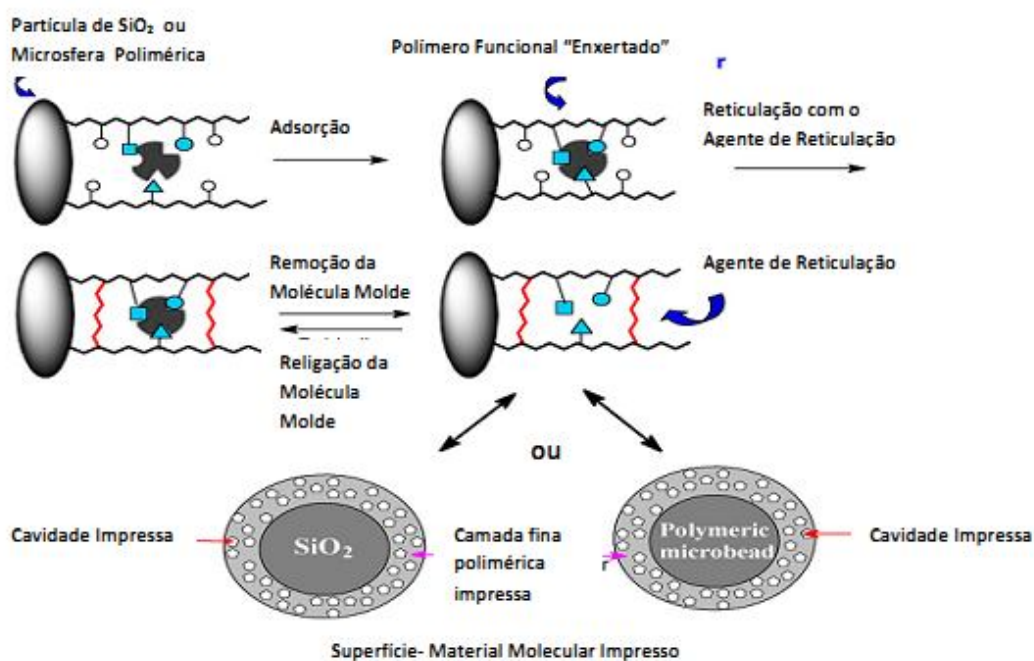 Partícula de SiO₂ ou
Microsfera Polimérica
Polímero Funcional “Enxertado”
r
Adsorção
Reticulação com o
Agente de Reticulação
Remoção da
Molécula Molde
Religação da
Molécula
Molde
Agente de Reticulação
ou
Cavidade Impressa
SiO₂
Camada fina
polimérica
impressa
r
Polymeric
microbead
Cavidade Impressa
Superfície- Material Molecular Impresso